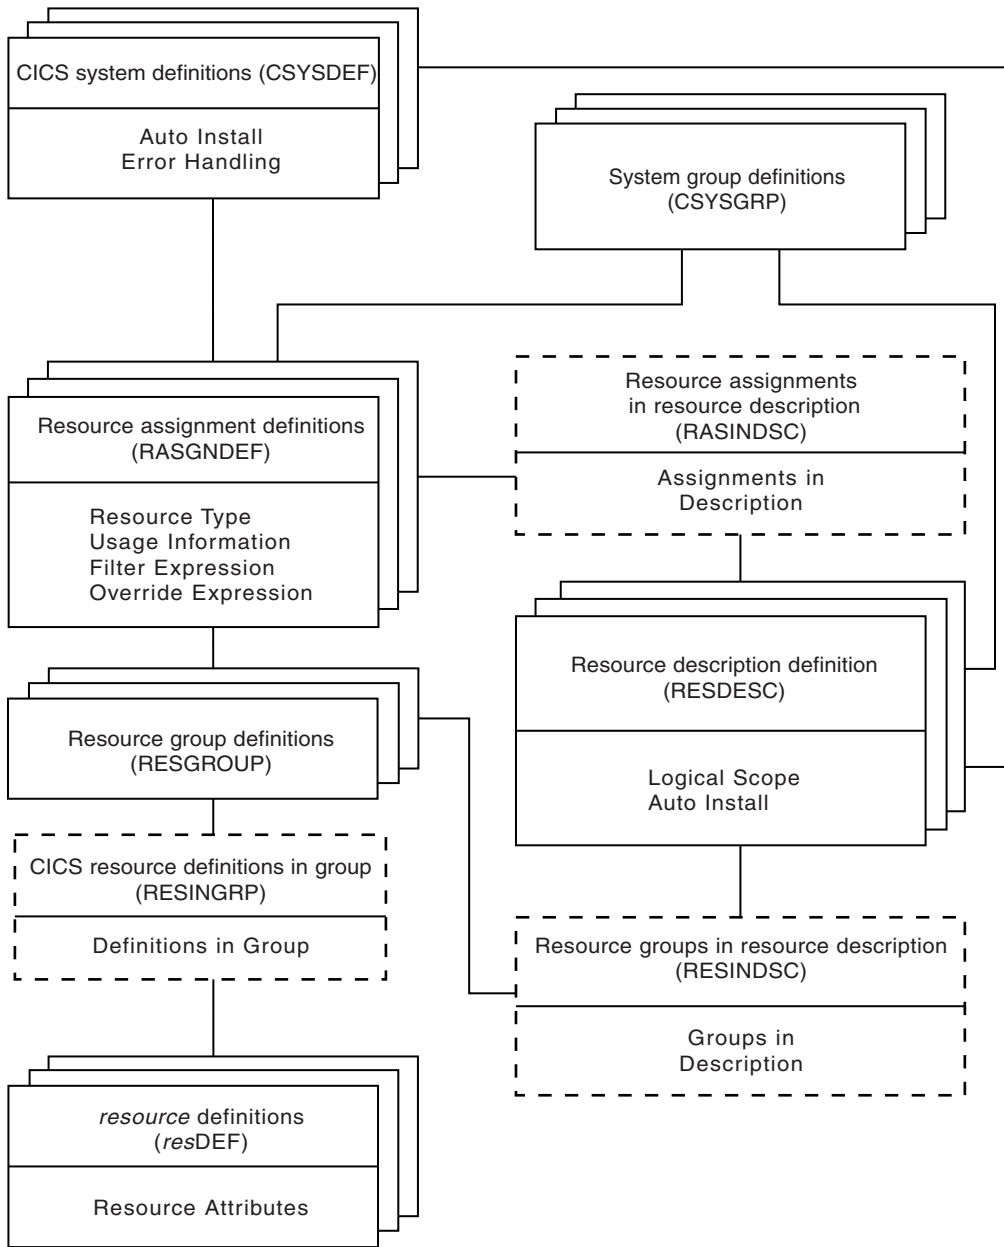 CICS system definitions (CSYSDEF)
Auto Install
Error Handling
System group definitions
(CSYSGRP)
Resource assignment definitions
(RASGNDEF)
Resource Type
Usage Information
Filter Expression
Override Expression
Resource assignments
in resource description
(RASINDSC)
Assignments in
Description
Resource description definition
(RESDESC)
Logical Scope
Auto Install
Resource group definitions
(RESGROUP)
CICS resource definitions in group
(RESINGRP)
Definitions in Group
Resource groups in resource description
(RESINDSC)
Groups in
Description
resource definitions
(resDEF)
Resource Attributes